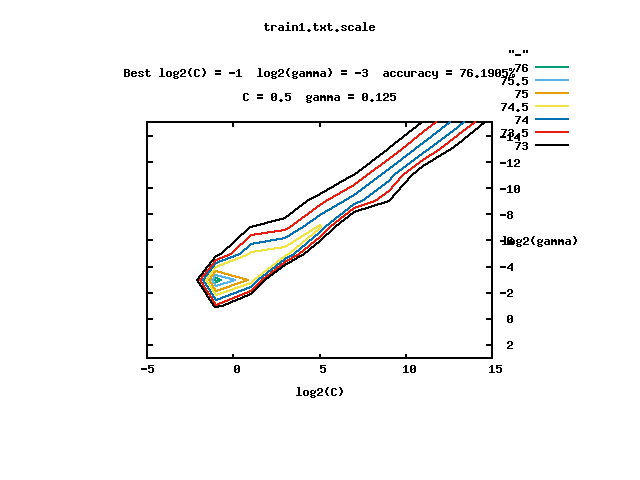 train1.txt.scale
"-"
Best log2(C) = -1  log2(gamma) = -3  accuracy = 76.1905%
76
75.5
75
C = 0.5  gamma = 0.125
74.5
74
73.5
-14
73
-12
-10
-8
-6
log2(gamma)
-4
-2
0
2
-5 0 5 10 15
log2(C)